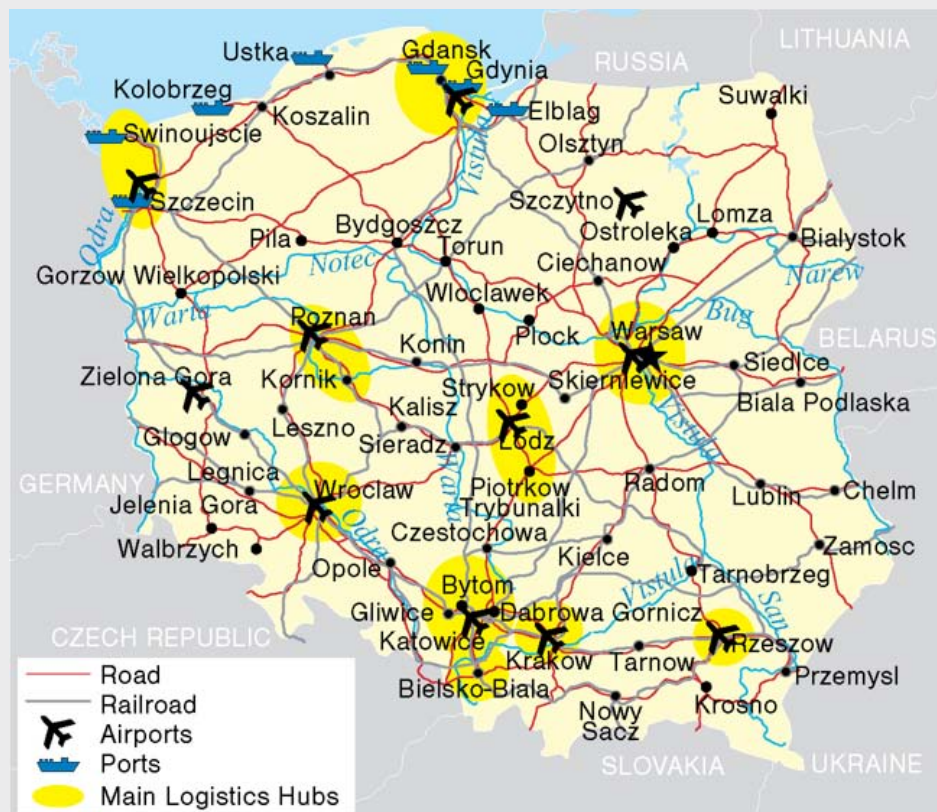 LITHUANIA
Ustka
Gdansk
Gdynia
RUSSIA
Suwalki
Kolobrzeg
Koszalin
Elblag
Swinoujscie
Vistula
Olsztyn
Szczecin
Szczytno
Odra
Bydgoszcz
Ostroleka
Lomza
Pila
Torun
Bialystok
Gorzow Wielkopolski
Notec
Ciechanow
Narew
Wloclawek
Warta
Poznan
Plock
Warsaw
Bug
BELARUS
Konin
Siedlce
Zielona Gora
Kornik
Strykow
Skierniewice
Biala Podlaska
Kalisz
Glogow
Leszno
Sieradz
Lodz
Vistula
Legnica
GERMANY
Wroclaw
Warta
Piotrkow
Trybunalki
Radom
Lublin
Chelm
Jelenia Gora
Odra
Czestochowa
Walbrzych
Kielce
Zamosc
Opole
Vistula
Tarnobrzeg
Bytom
San
Gliwice
Dabrowa Gornicz
CZECH REPUBLIC
Katowice
Krakow
Rzeszow
Tarnow
Bielsko-Biala
Przemysl
Nowy
Sacz
Krosno
SLOVAKIA
UKRAINE
Road
Railroad
Airports
Ports
Main Logistics Hubs